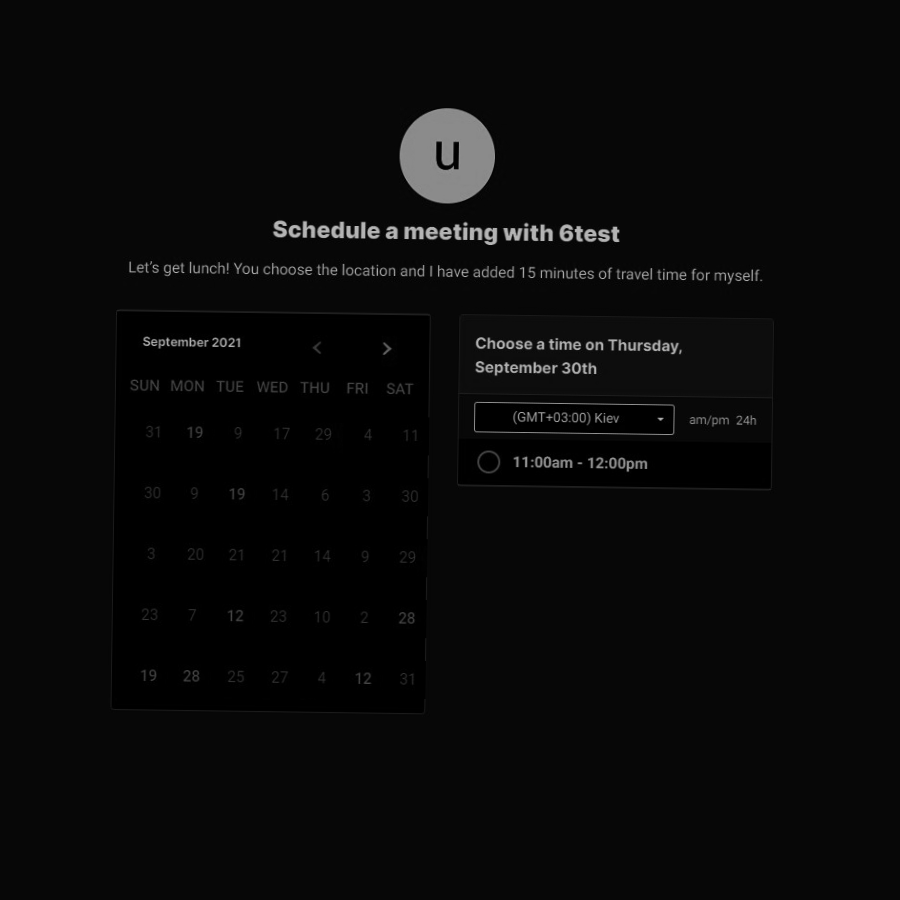 u
Schedule a meeting with 6test
Let's get lunch! You choose the location and I have added 15 minutes of travel time for myself.
September 2021
SUN MON TUE WED THU FRI SAT
31 19 9 17 29 4 11
30 9 19 14 6 3 30
3 20 21 21 14 9 29
23 7 12 23 10 2 28
19 28 25 27 4 12 31
Choose a time on Thursday,
September 30th
(GMT+03:00) Kiev am/pm 24h
11:00am - 12:00pm